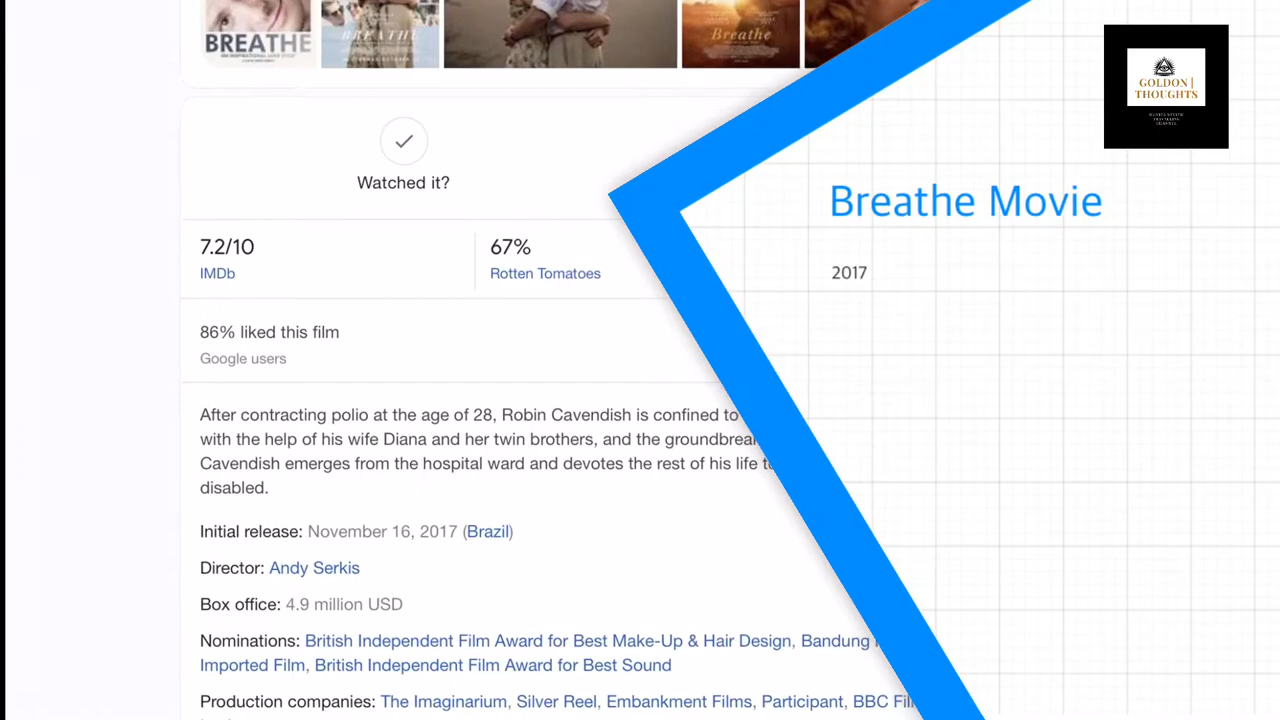 BREATHE
BREATHE
Breathe
GOLDON |
THOUGHTS
Watched it?
Breathe Movie
7.2/10
67%
IMDb
Rotten Tomatoes
2017
86% liked this film
Google users
After contracting polio at the age of 28, Robin Cavendish is confined to
with the help of his wife Diana and her twin brothers, and the
Cavendish emerges from the hospital ward and devotes the rest of his life
disabled.
Initial release: November 16, 2017 (Brazil)
Director: Andy Serkis
Box office: 4.9 million USD
Nominations: British Independent Film Award for Best Make-Up & Hair Design, Bandung
Imported Film, British Independent Film Award for Best Sound
Production companies: The Imaginarium, Silver Reel, Embankment Films, Participant, BBC